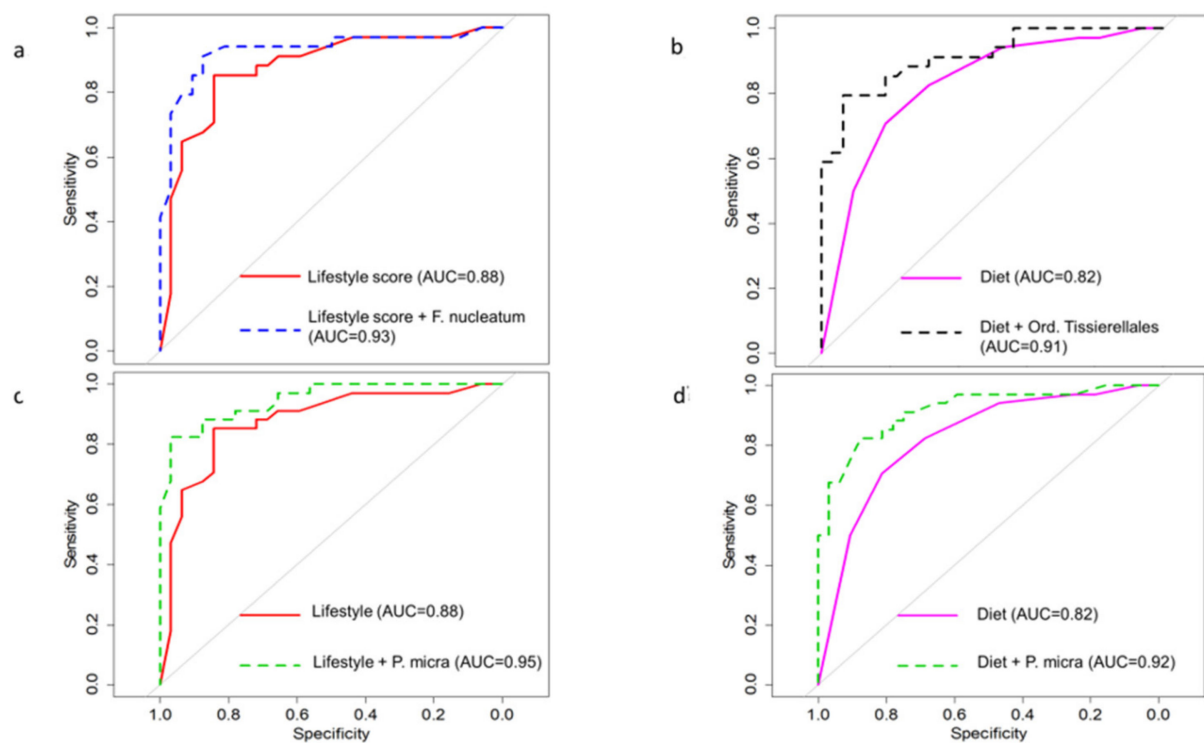 a
1.0
0.8
0.6
0.4
0.2
0.0
Sensitivity
Lifestyle score (AUC=0.88)
Lifestyle score + F. nucleatum
(AUC=0.93)
b
1.0
0.8
0.6
0.4
0.2
0.0
Sensitivity
Diet (AUC=0.82)
Diet + Ord. Tissierellales
(AUC=0.91)
c
1.0
0.8
0.6
0.4
0.2
0.0
Sensitivity
Lifestyle (AUC=0.88)
Lifestyle + P. micra (AUC=0.95)
1.0 0.8 0.6 0.4 0.2 0.0
Specificity
d
1.0
0.8
0.6
0.4
0.2
0.0
Sensitivity
Diet (AUC=0.82)
Diet + P. micra (AUC=0.92)
1.0 0.8 0.6 0.4 0.2 0.0
Specificity